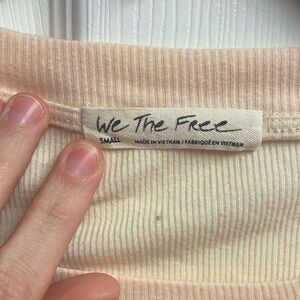 We The Free
SMALL MADE IN VIETNAM / FABRIQUÉ EN VIETNAM